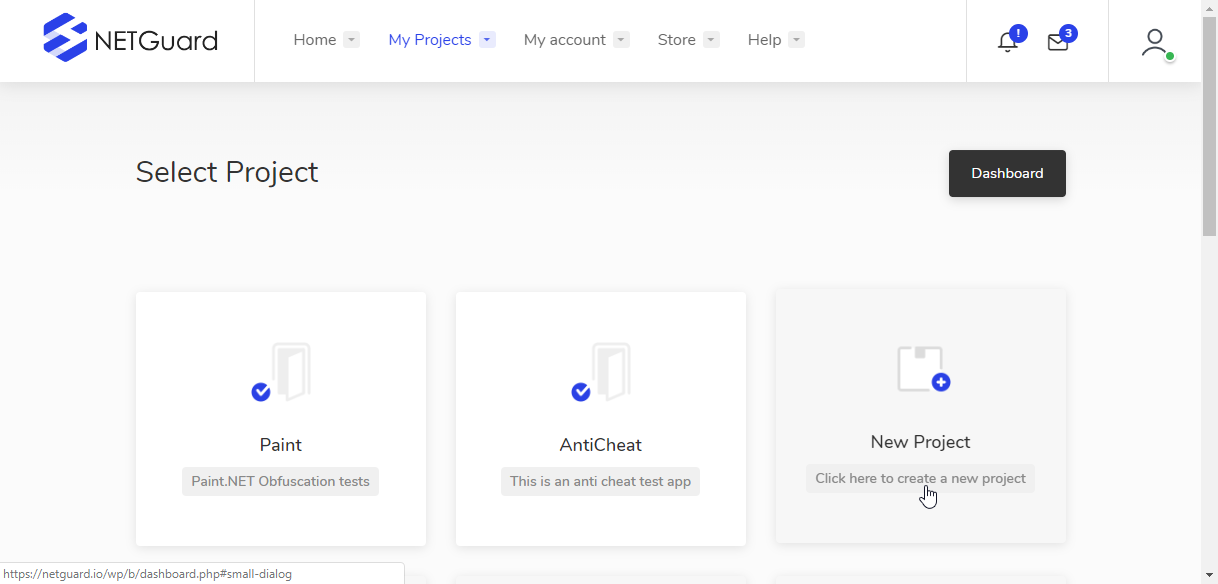 NETGuard
Home
My Projects
My account
Store
Help
!
3
Select Project
Dashboard
Paint
Paint.NET Obfuscation tests
AntiCheat
This is an anti cheat test app
New Project
Click here to create a new project
https://netguard.io/wp/b/dashboard.php#small-dialog